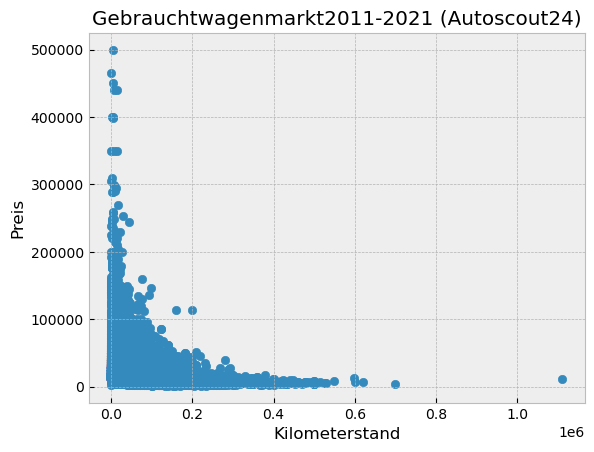 Gebrauchtwagenmarkt2011-2021 (Autoscout24)
500000
400000
300000
200000
100000
0
Preis
0.0 0.2 0.4 0.6 0.8 1.0
1e6
Kilometerstand